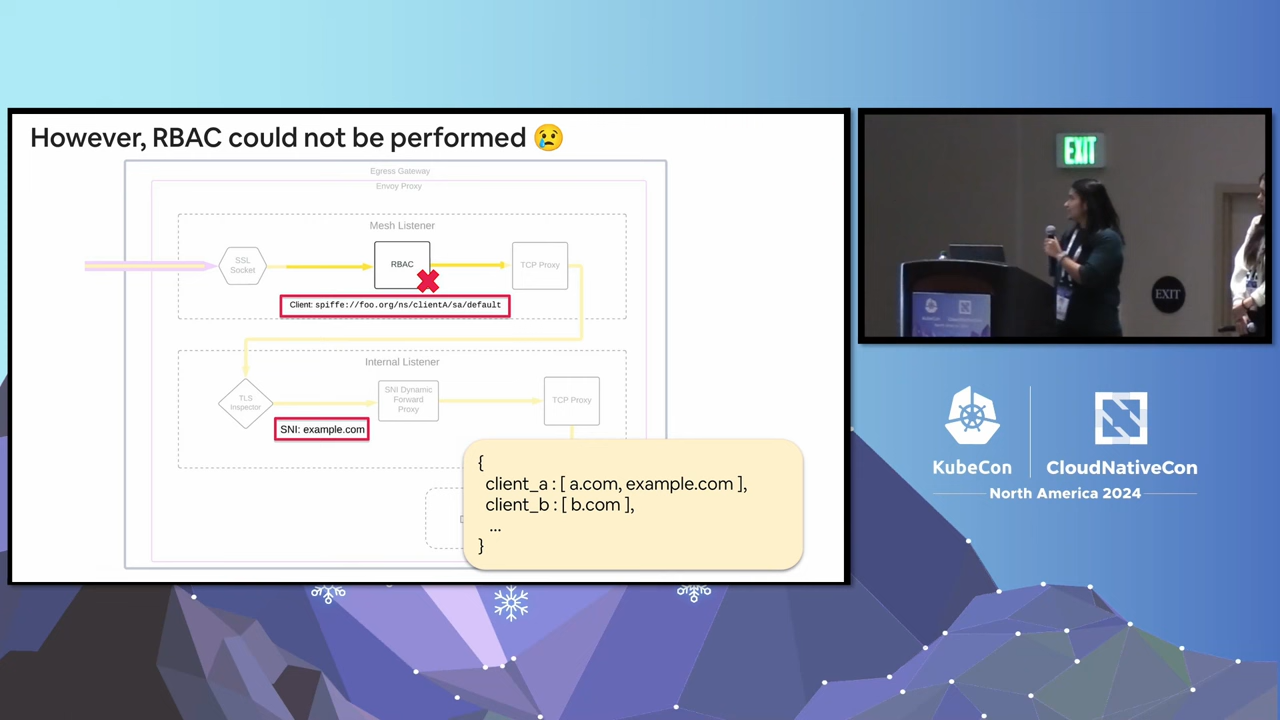 However, RBAC could not be performed 😢
Egress Gateway
Envoy Proxy
Mesh Listener
SSL
Socket
RBAC
TCP Proxy
Client: spiffe://foo.org/ns/clientA/sa/default
Internal Listener
TLS
Inspector
SNI Dynamic
Forward
Proxy
TCP Proxy
SNI: example.com
{
client_a : [ a.com, example.com ],
client_b : [ b.com ],
...
}
EXIT
EXIT
KubeCon
CloudNativeCon
North America 2024